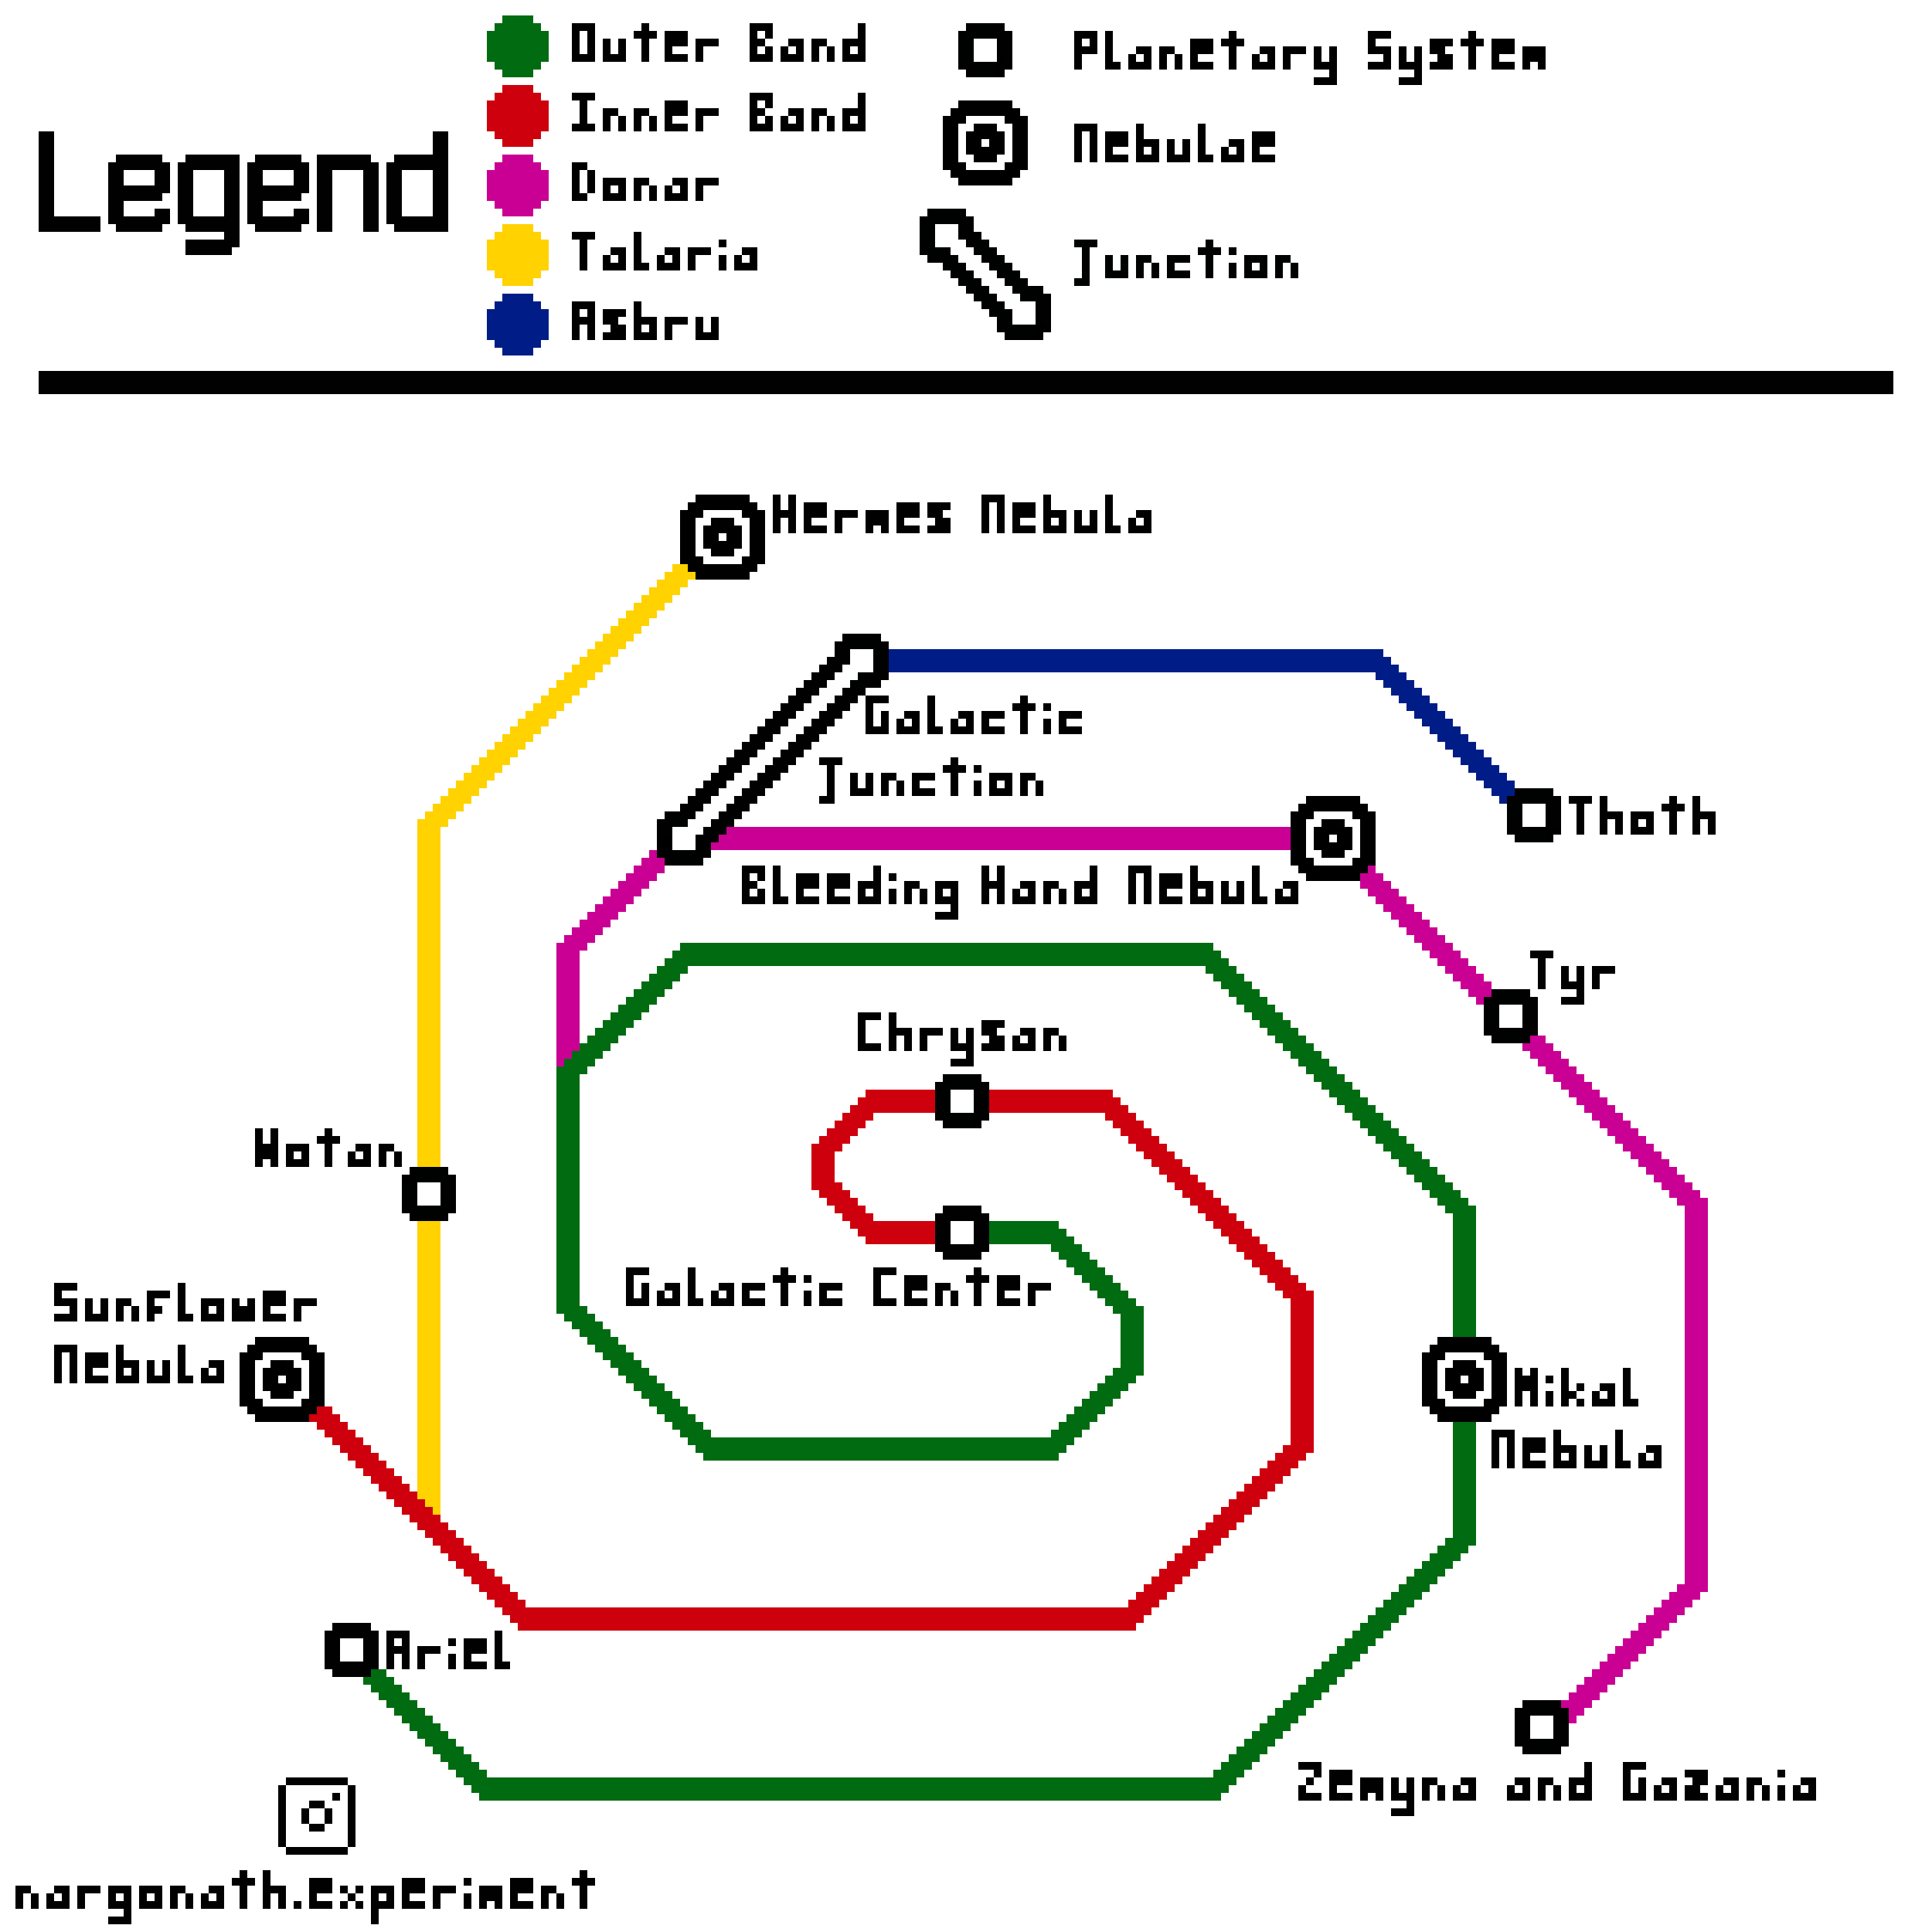 Legend
Outer Band
Inner Band
Donar
Talaria
Asbru
Planetary System
Nebulae
Junction
Hermes Nebula
Galactic
Junction
Thoth
Bleeding Hand Nebula
Tyr
Chrysan
Wotan
Galactic Center
Sunflower
Nebula
Mikal
Nebula
Ariel
Zemyna and Gazania
nargonath.experiment